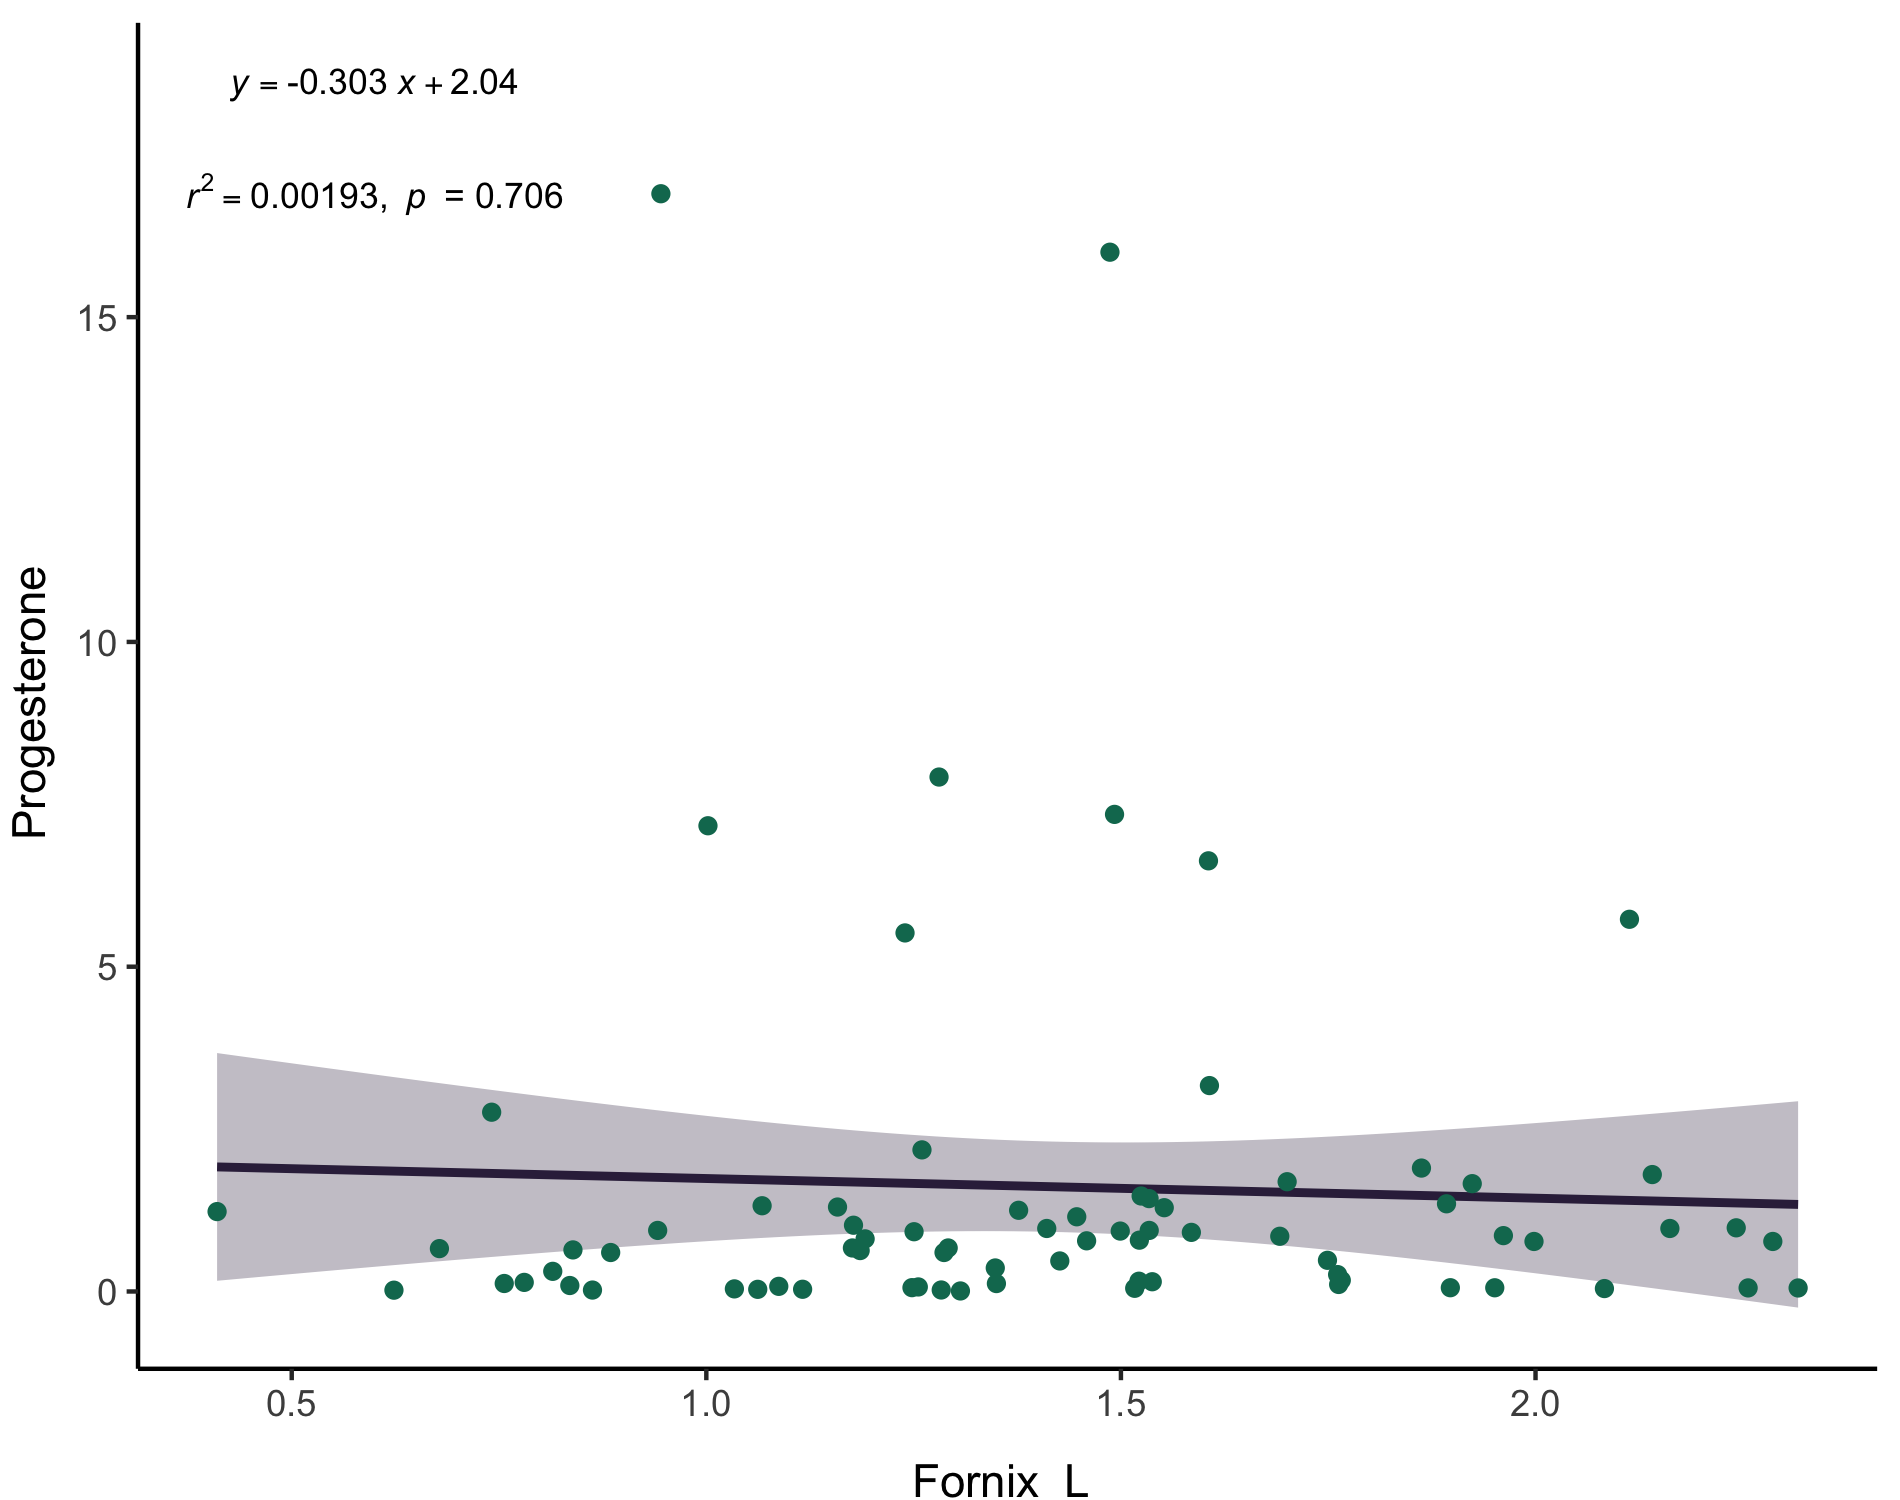 y = -0.303 x + 2.04
r² = 0.00193, p = 0.706
15
10
5
0
Progesterone
0.5 1.0 1.5 2.0
Fornix L